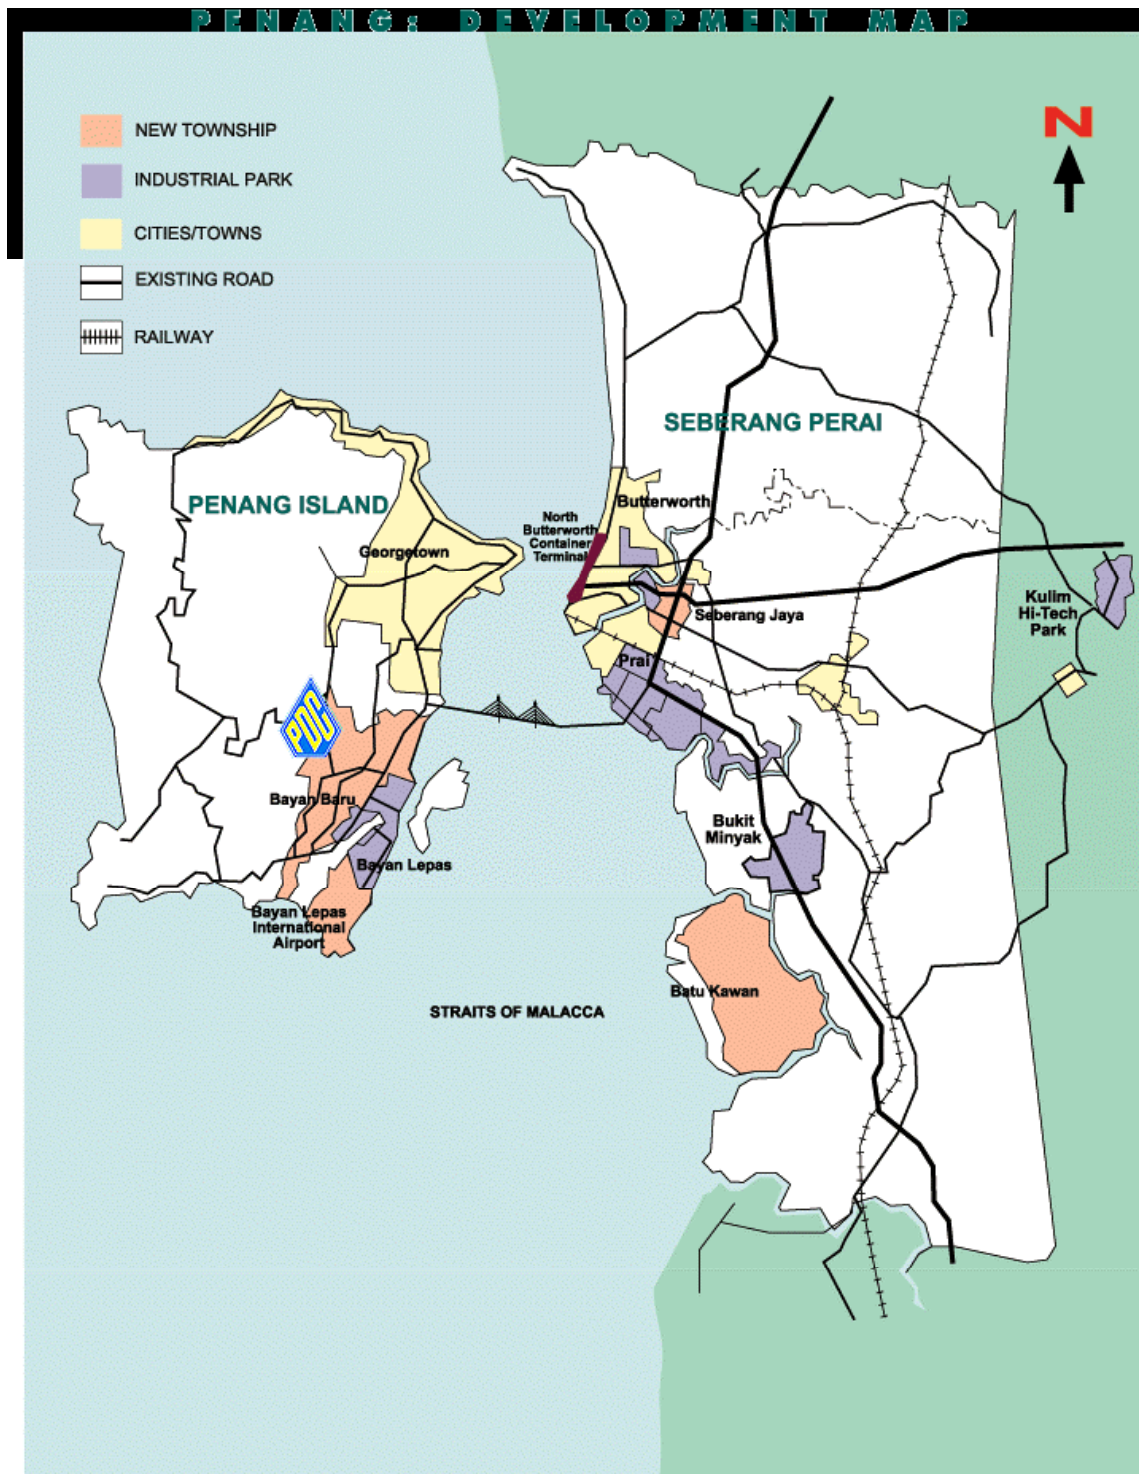 PENANG: DEVELOPMENT MAP
NEW TOWNSHIP
INDUSTRIAL PARK
CITIES/TOWNS
EXISTING ROAD
RAILWAY
N
SEBERANG PERAI
PENANG ISLAND
Butterworth
North
Butterworth
Container
Terminal
Georgetown
Kulim
Hi-Tech
Park
Seberang Jaya
Prai
PDC
Bayan Baru
Bukit
Minyak
Bayan Lepas
Bayan Lepas
International
Airport
Batu Kawan
STRAITS OF MALACCA